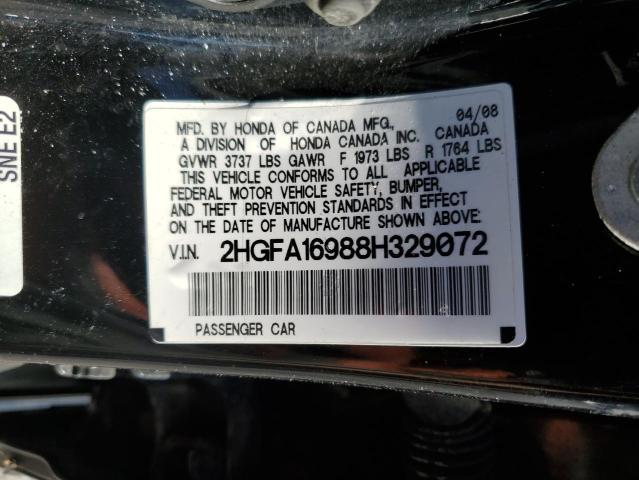 SNE E2
04/08
MFD. BY HONDA OF CANADA MFG.,
A DIVISION OF HONDA CANADA INC. CANADA
GVWR 3737 LBS GAWR F 1973 LBS R 1764 LBS
THIS VEHICLE CONFORMS TO ALL APPLICABLE
FEDERAL MOTOR VEHICLE SAFETY, BUMPER,
AND THEFT PREVENTION STANDARDS IN EFFECT
ON THE DATE OF MANUFACTURE SHOWN ABOVE.
V.I.N. 2HGFA16988H329072
PASSENGER CAR